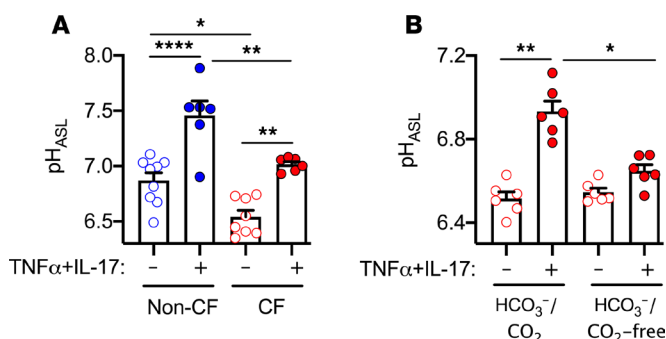 A
B
*
**** **
**
8.0
7.5
7.0
6.5
pHASL
TNFα+IL-17: − + − +
Non-CF CF
** *
7.2
6.8
6.4
pHASL
TNFα+IL-17: − + − +
HCO3−/ HCO3−/
CO2 CO2-free